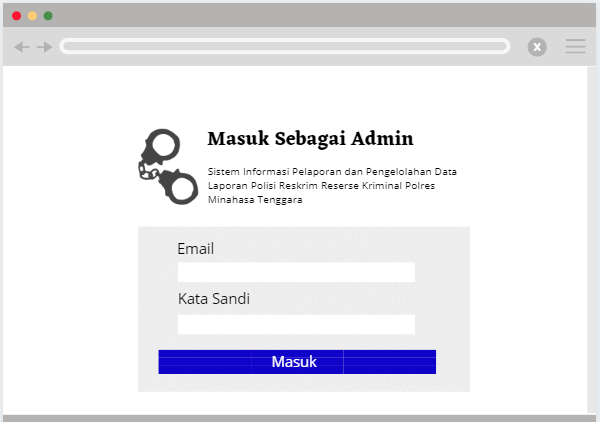 Masuk Sebagai Admin
Sistem Informasi Pelaporan dan Pengelolahan Data
Laporan Polisi Reskrim Reserse Kriminal Polres
Minahasa Tenggara
Email
Kata Sandi
Masuk